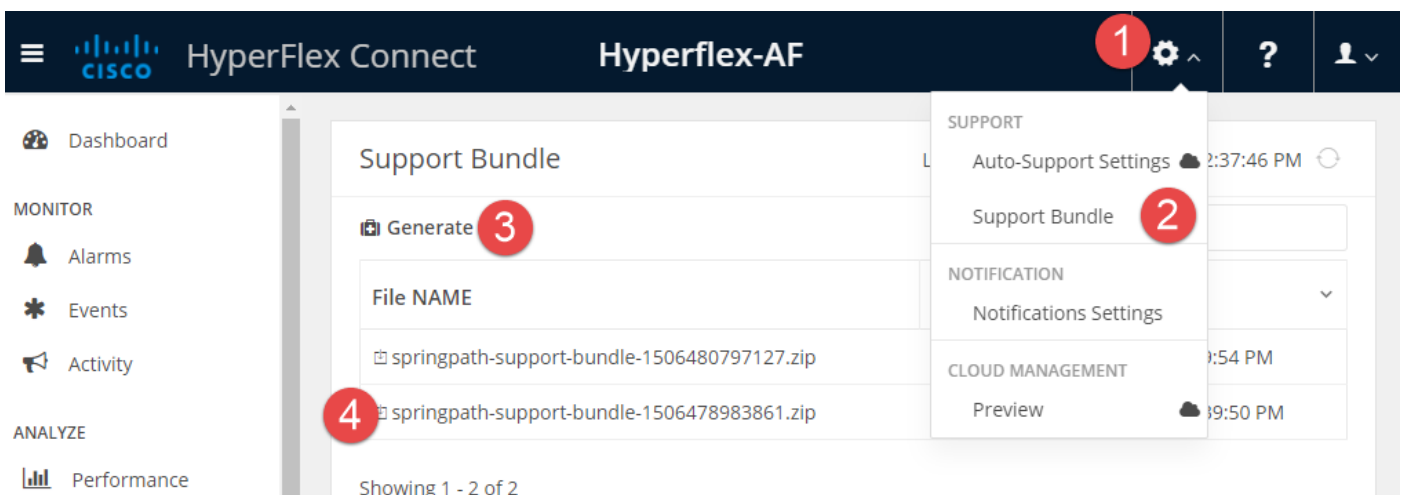 CISCO HyperFlex Connect Hyperflex-AF 1 ?
Dashboard
MONITOR
Alarms
Events
Activity
ANALYZE
Performance
Support Bundle L 2:37:46 PM
Generate 3
File NAME
springpath-support-bundle-1506480797127.zip 9:54 PM
4 springpath-support-bundle-1506478983861.zip 39:50 PM
Showing 1 - 2 of 2
SUPPORT
Auto-Support Settings
Support Bundle 2
NOTIFICATION
Notifications Settings
CLOUD MANAGEMENT
Preview